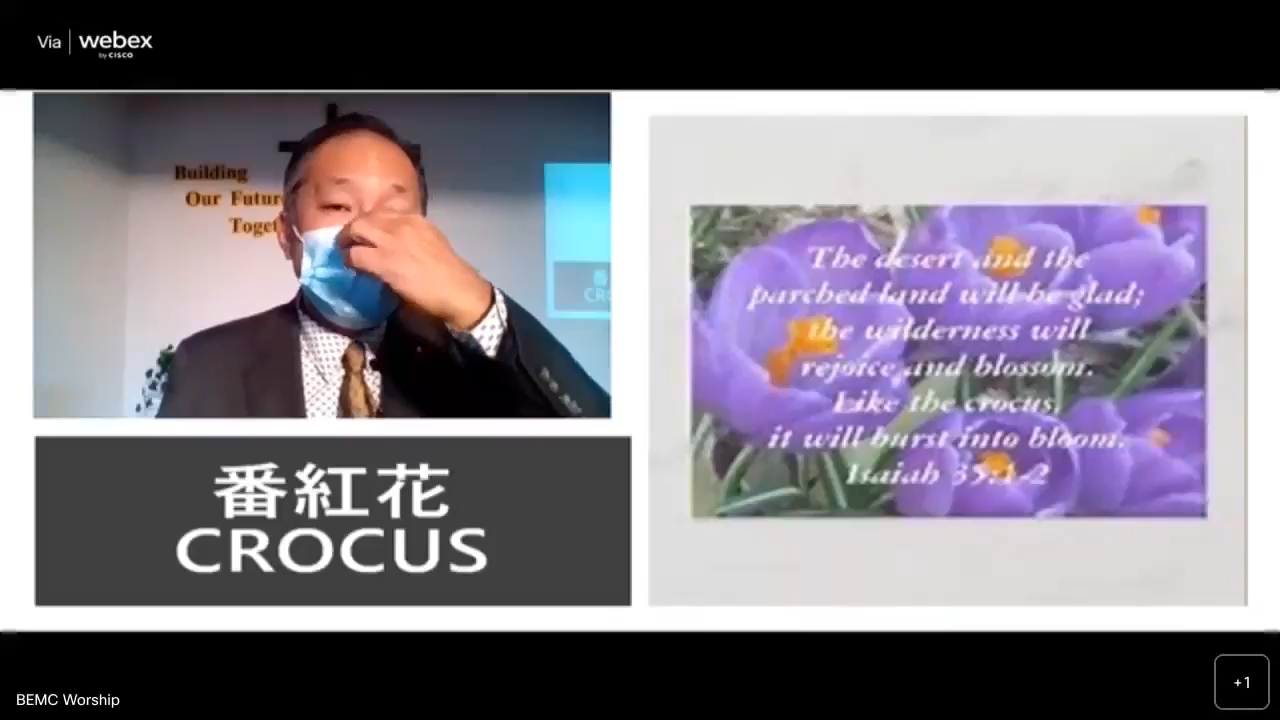 Via webex
by CISCO
Building
Our Futur
Toget
CRO
番紅花
CROCUS
The desert and the
parched land will be glad;
the wilderness will
rejoice and blossom.
Like the crocus,
it will burst into bloom.
Isaiah 35:1-2
BEMC Worship
+1